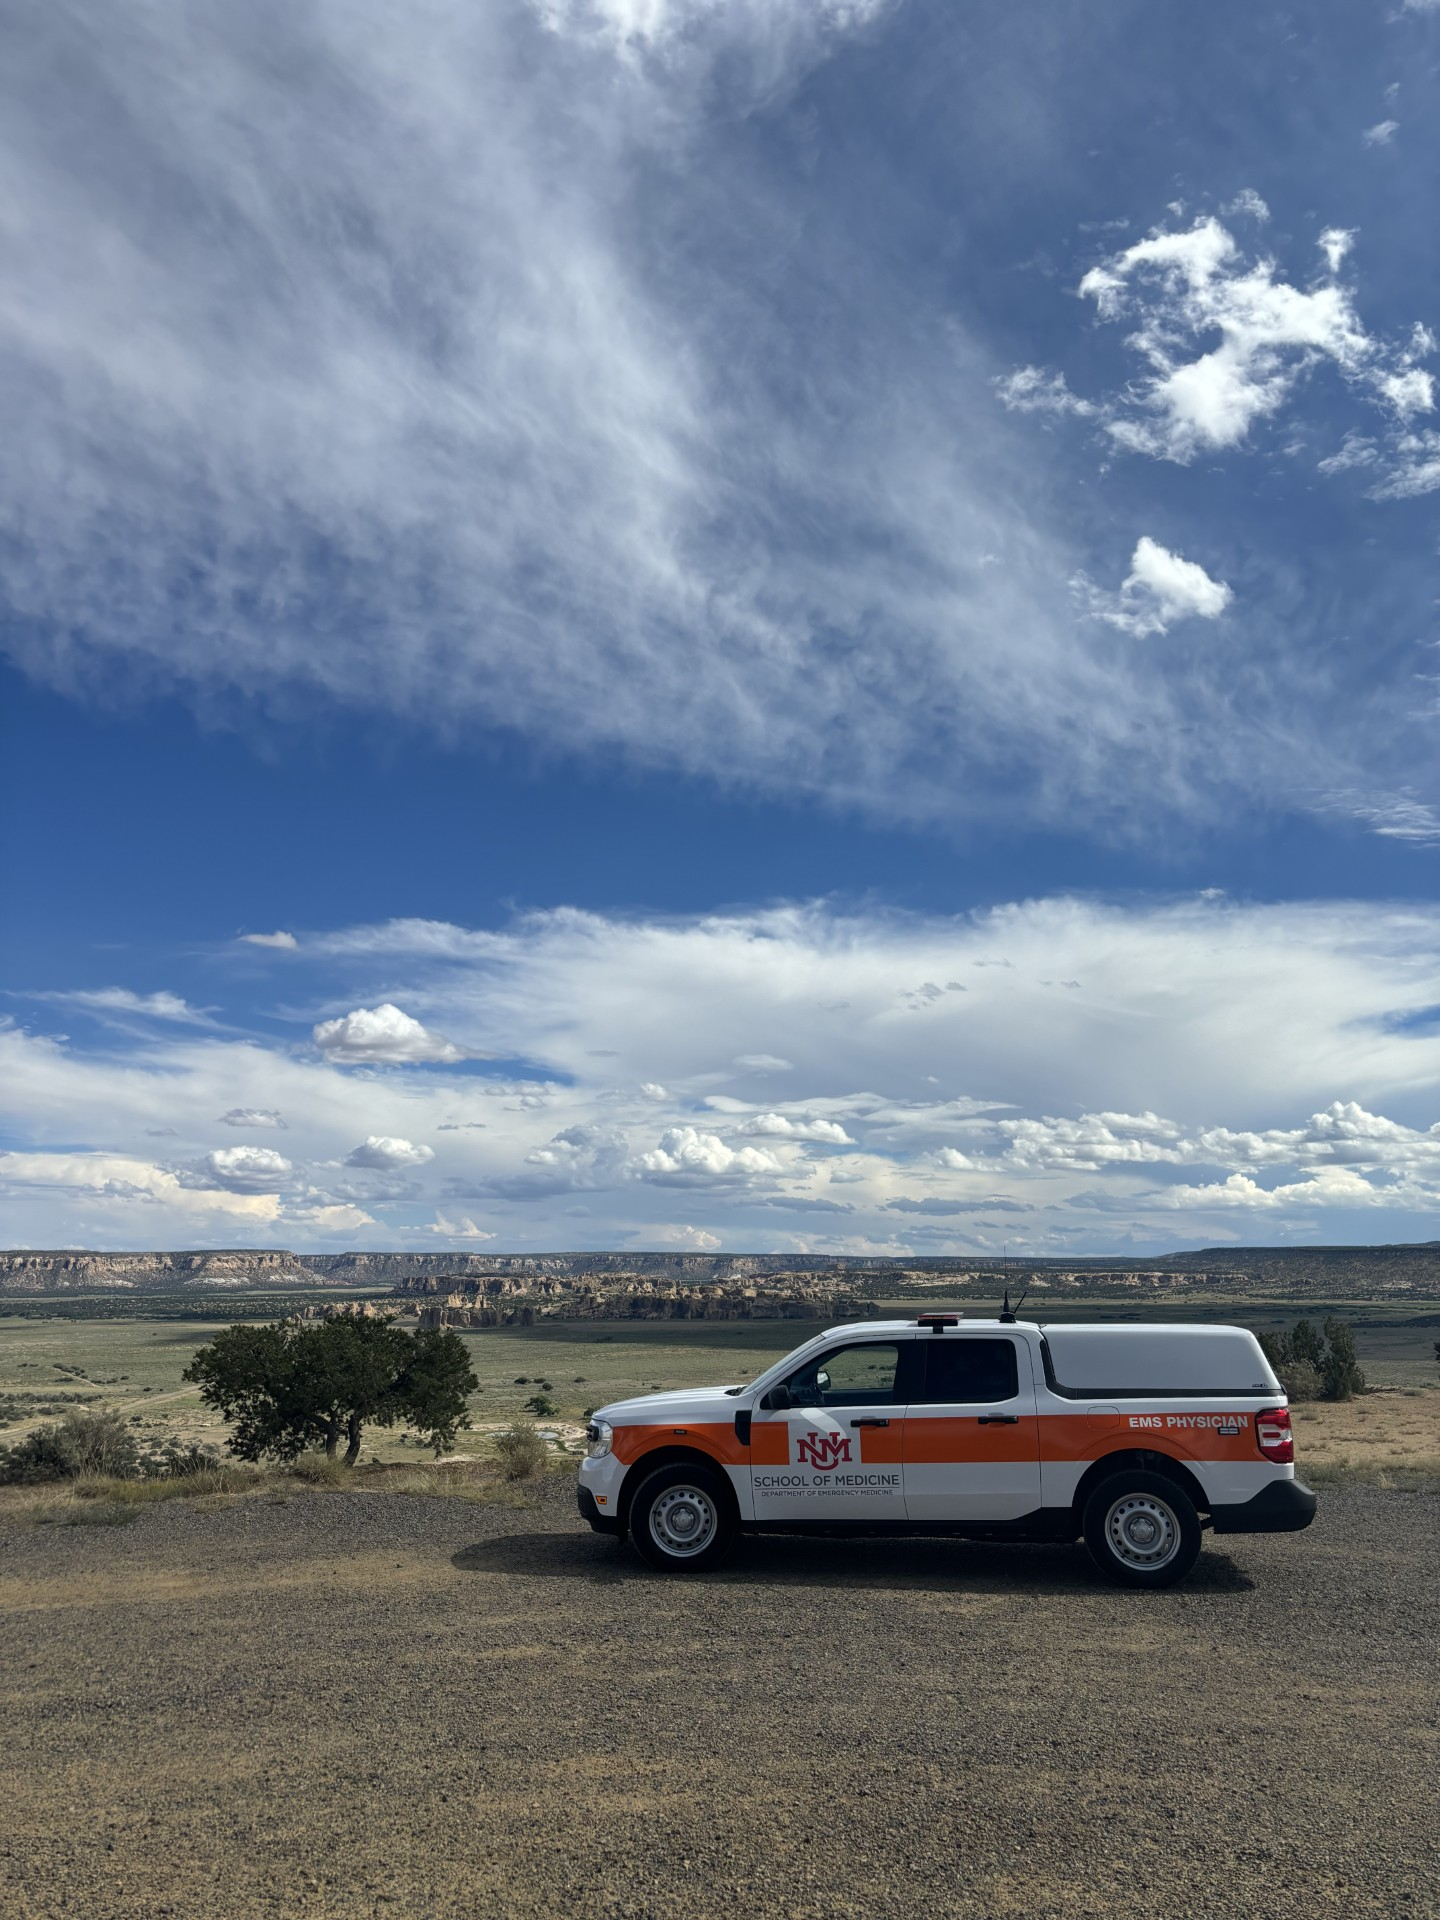 UNM
SCHOOL OF MEDICINE
DEPARTMENT OF EMERGENCY MEDICINE
EMS PHYSICIAN